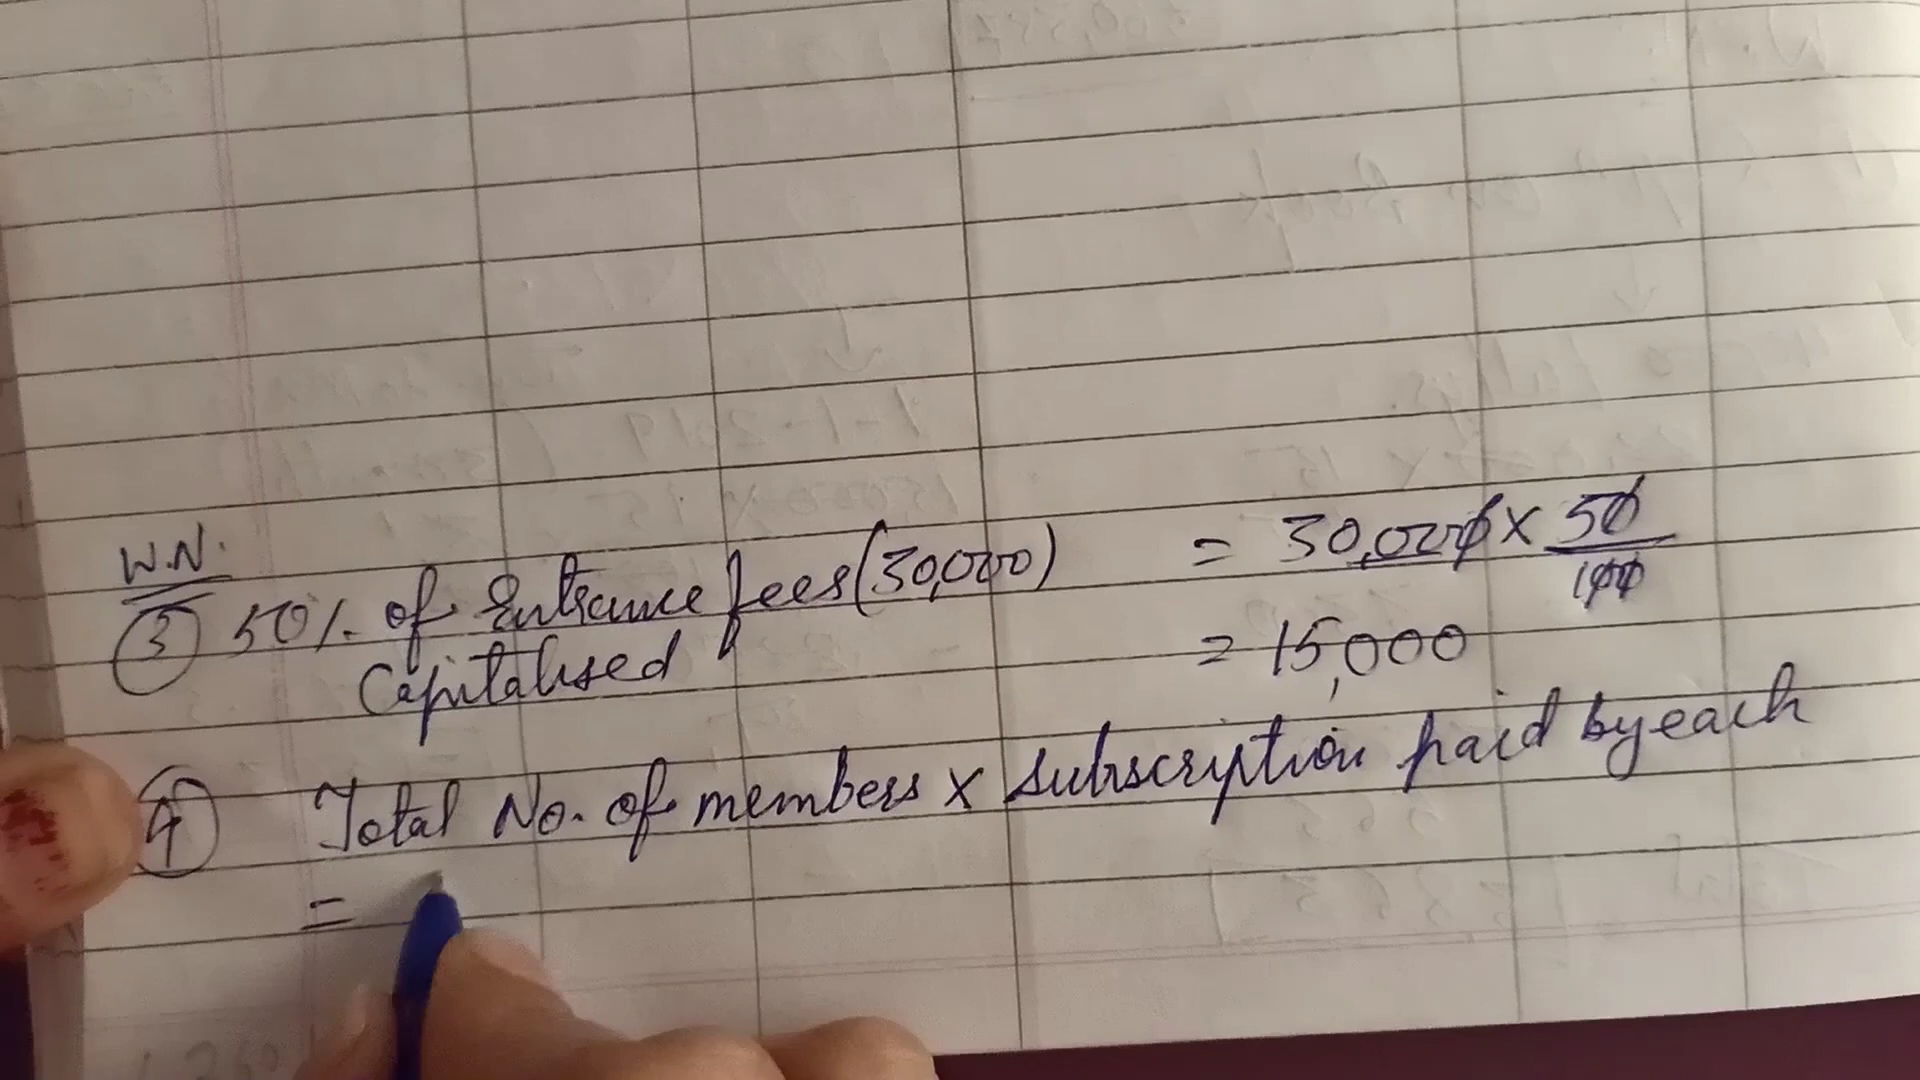 W.N.
③ 50% of Entrance fees (30,000) = 30,000 × 50/100
Capitalised = 15,000
④ Total No. of members × subscription paid by each
=